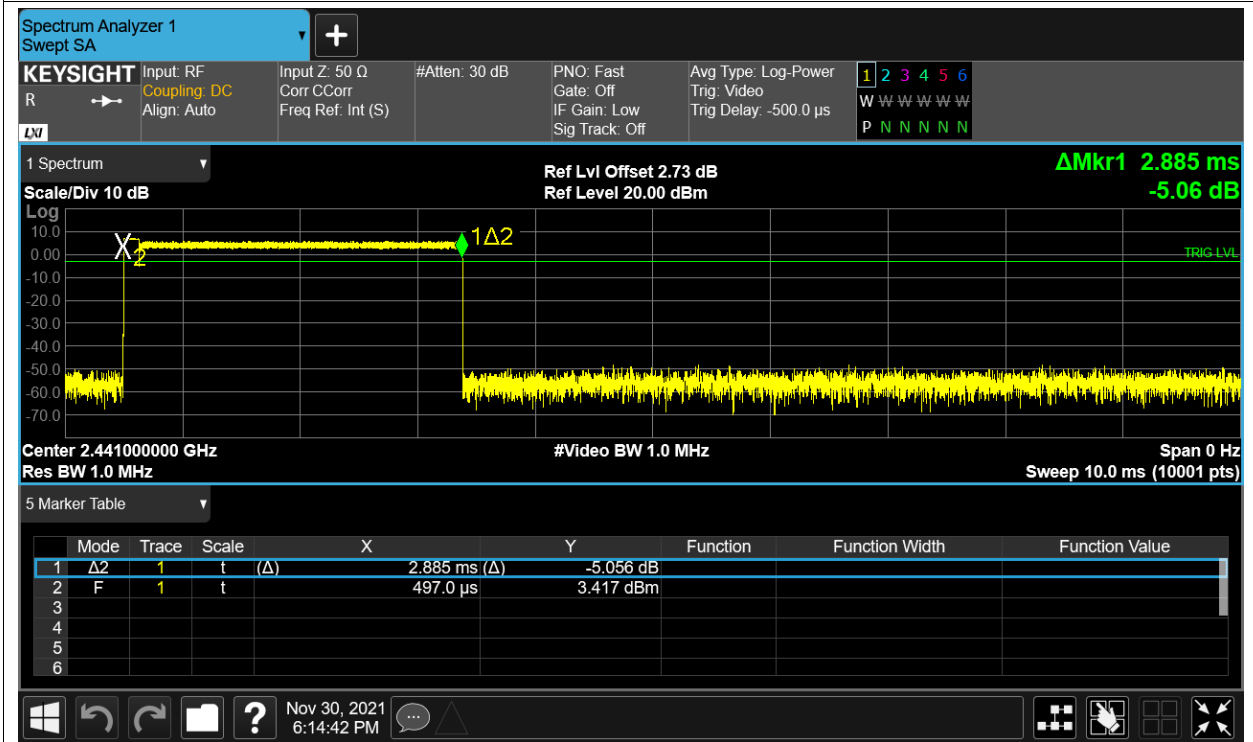 Spectrum Analyzer 1
Swept SA
+
KEYSIGHT
R
LXI
Input: RF
Coupling: DC
Align: Auto
Input Z: 50 Ω
Corr CCorr
Freq Ref: Int (S)
#Atten: 30 dB
PNO: Fast
Gate: Off
IF Gain: Low
Sig Track: Off
Avg Type: Log-Power
Trig: Video
Trig Delay: -500.0 µs
1 2 3 4 5 6
W W W W W W
P N N N N N
1 Spectrum
Scale/Div 10 dB
Ref Lvl Offset 2.73 dB
Ref Level 20.00 dBm
ΔMkr1 2.885 ms
-5.06 dB
Log
10.0
0.00
-10.0
-20.0
-30.0
-40.0
-50.0
-60.0
-70.0
X2
1Δ2
TRIG LVL
Center 2.441000000 GHz
#Video BW 1.0 MHz
Span 0 Hz
Res BW 1.0 MHz
Sweep 10.0 ms (10001 pts)
5 Marker Table
Mode Trace Scale X Y Function Function Width Function Value
1 Δ2 1 t (Δ) 2.885 ms (Δ) -5.056 dB
2 F 1 t 497.0 µs 3.417 dBm
3
4
5
6
?
Nov 30, 2021
6:14:42 PM